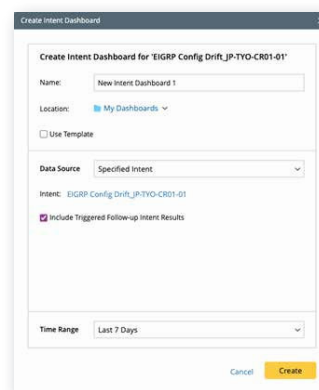 Create Intent Dashboard
Create Intent Dashboard for 'EIGRP Config Drift_JP-TYO-CR01-01'
Name: New Intent Dashboard 1
Location: My Dashboards
Use Template
Data Source Specified Intent
Intent: EIGRP Config Drift_JP-TYO-CR01-01
Include Triggered Follow-up Intent Results
Time Range Last 7 Days
Cancel Create